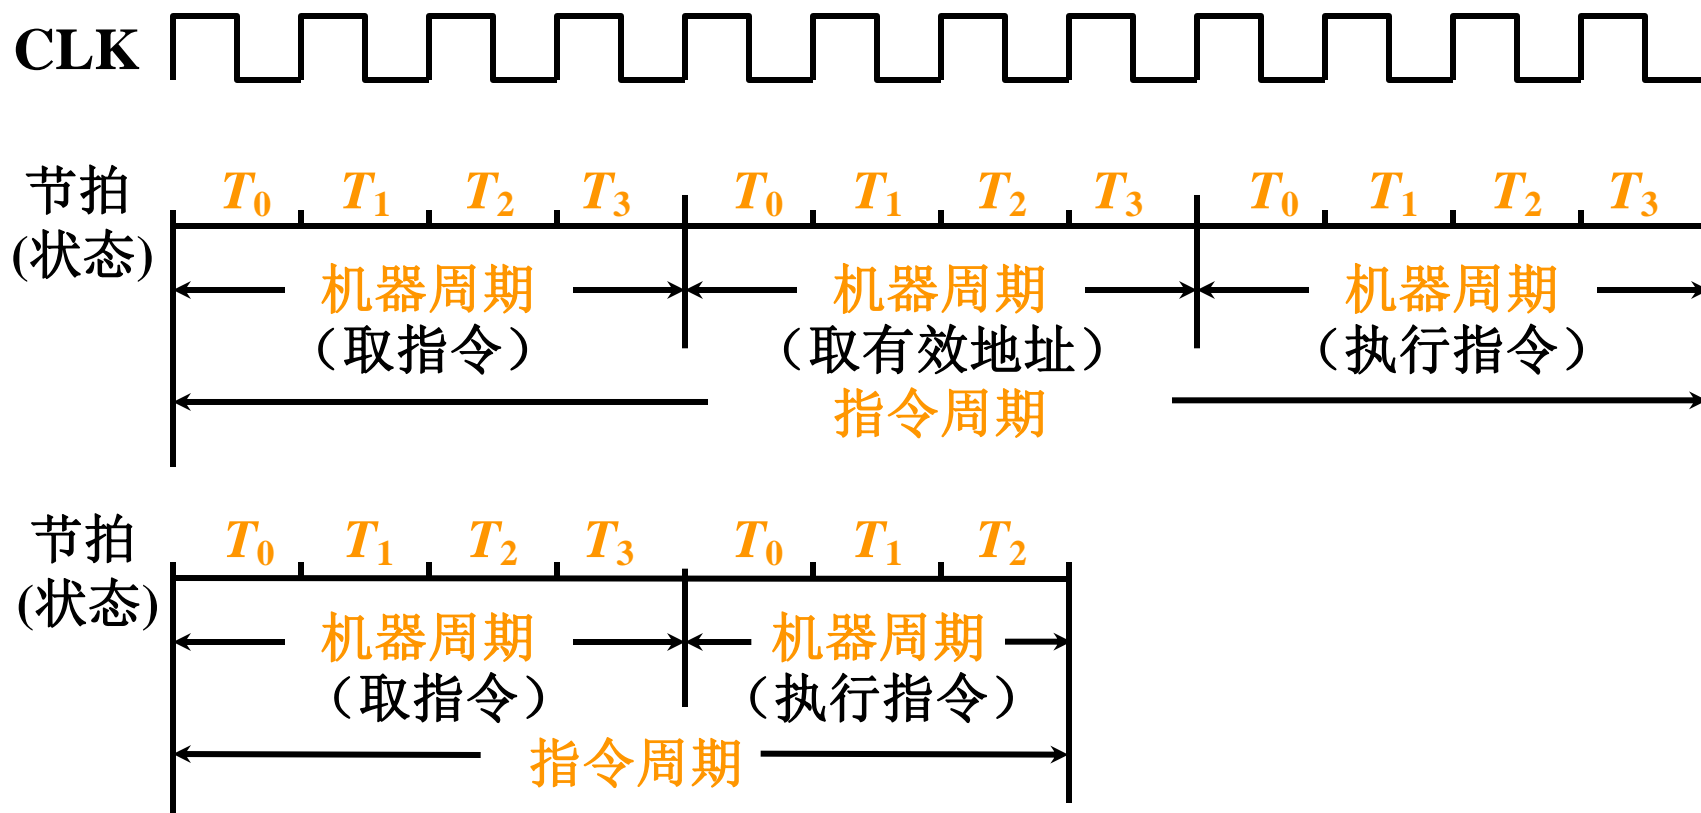 CLK
节拍
(状态)
T0 T1 T2 T3 T0 T1 T2 T3 T0 T1 T2 T3
机器周期 机器周期 机器周期
（取指令） （取有效地址） （执行指令）
指令周期
节拍
(状态)
T0 T1 T2 T3 T0 T1 T2
机器周期 机器周期
（取指令） （执行指令）
指令周期